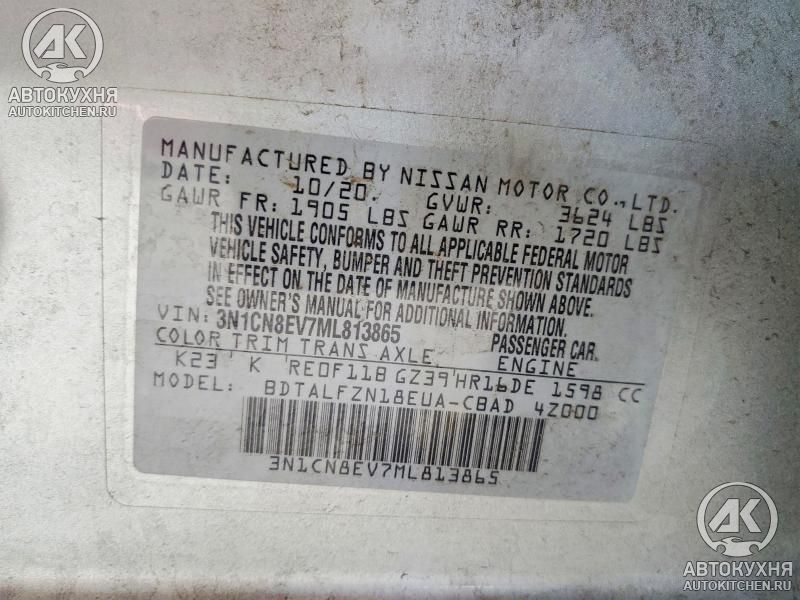 АК
АВТОКУХНЯ
AUTOKITCHEN.RU
MANUFACTURED BY NISSAN MOTOR CO., LTD.
DATE: 10/20. GVWR: 3624 LBS
GAWR FR: 1905 LBS GAWR RR: 1720 LBS
THIS VEHICLE CONFORMS TO ALL APPLICABLE FEDERAL MOTOR
VEHICLE SAFETY, BUMPER AND THEFT PREVENTION STANDARDS
IN EFFECT ON THE DATE OF MANUFACTURE SHOWN ABOVE.
SEE OWNER'S MANUAL FOR ADDITIONAL INFORMATION
VIN: 3N1CN8EV7ML813865 PASSENGER CAR.
COLOR TRIM TRANS AXLE ENGINE
K23 K RE0F11B GZ39 HR16DE 1598 CC
MODEL: BDTALFZN18EUA-CBAD 4Z000
3N1CN8EV7ML813865
АК
АВТОКУХНЯ
AUTOKITCHEN.RU